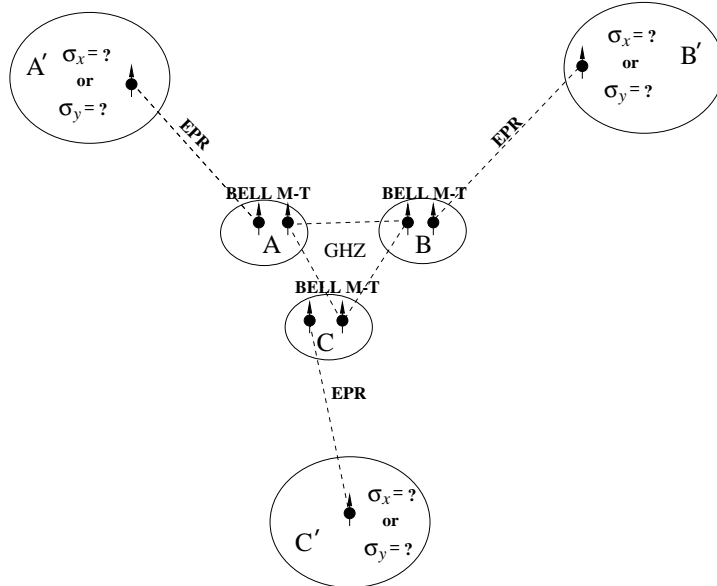 A′
σx = ?
or
σy = ?
σx = ?
or
σy = ?
B′
EPR
EPR
BELL M-T
BELL M-T
A
B
GHZ
BELL M-T
C
EPR
σx = ?
or
σy = ?
C′